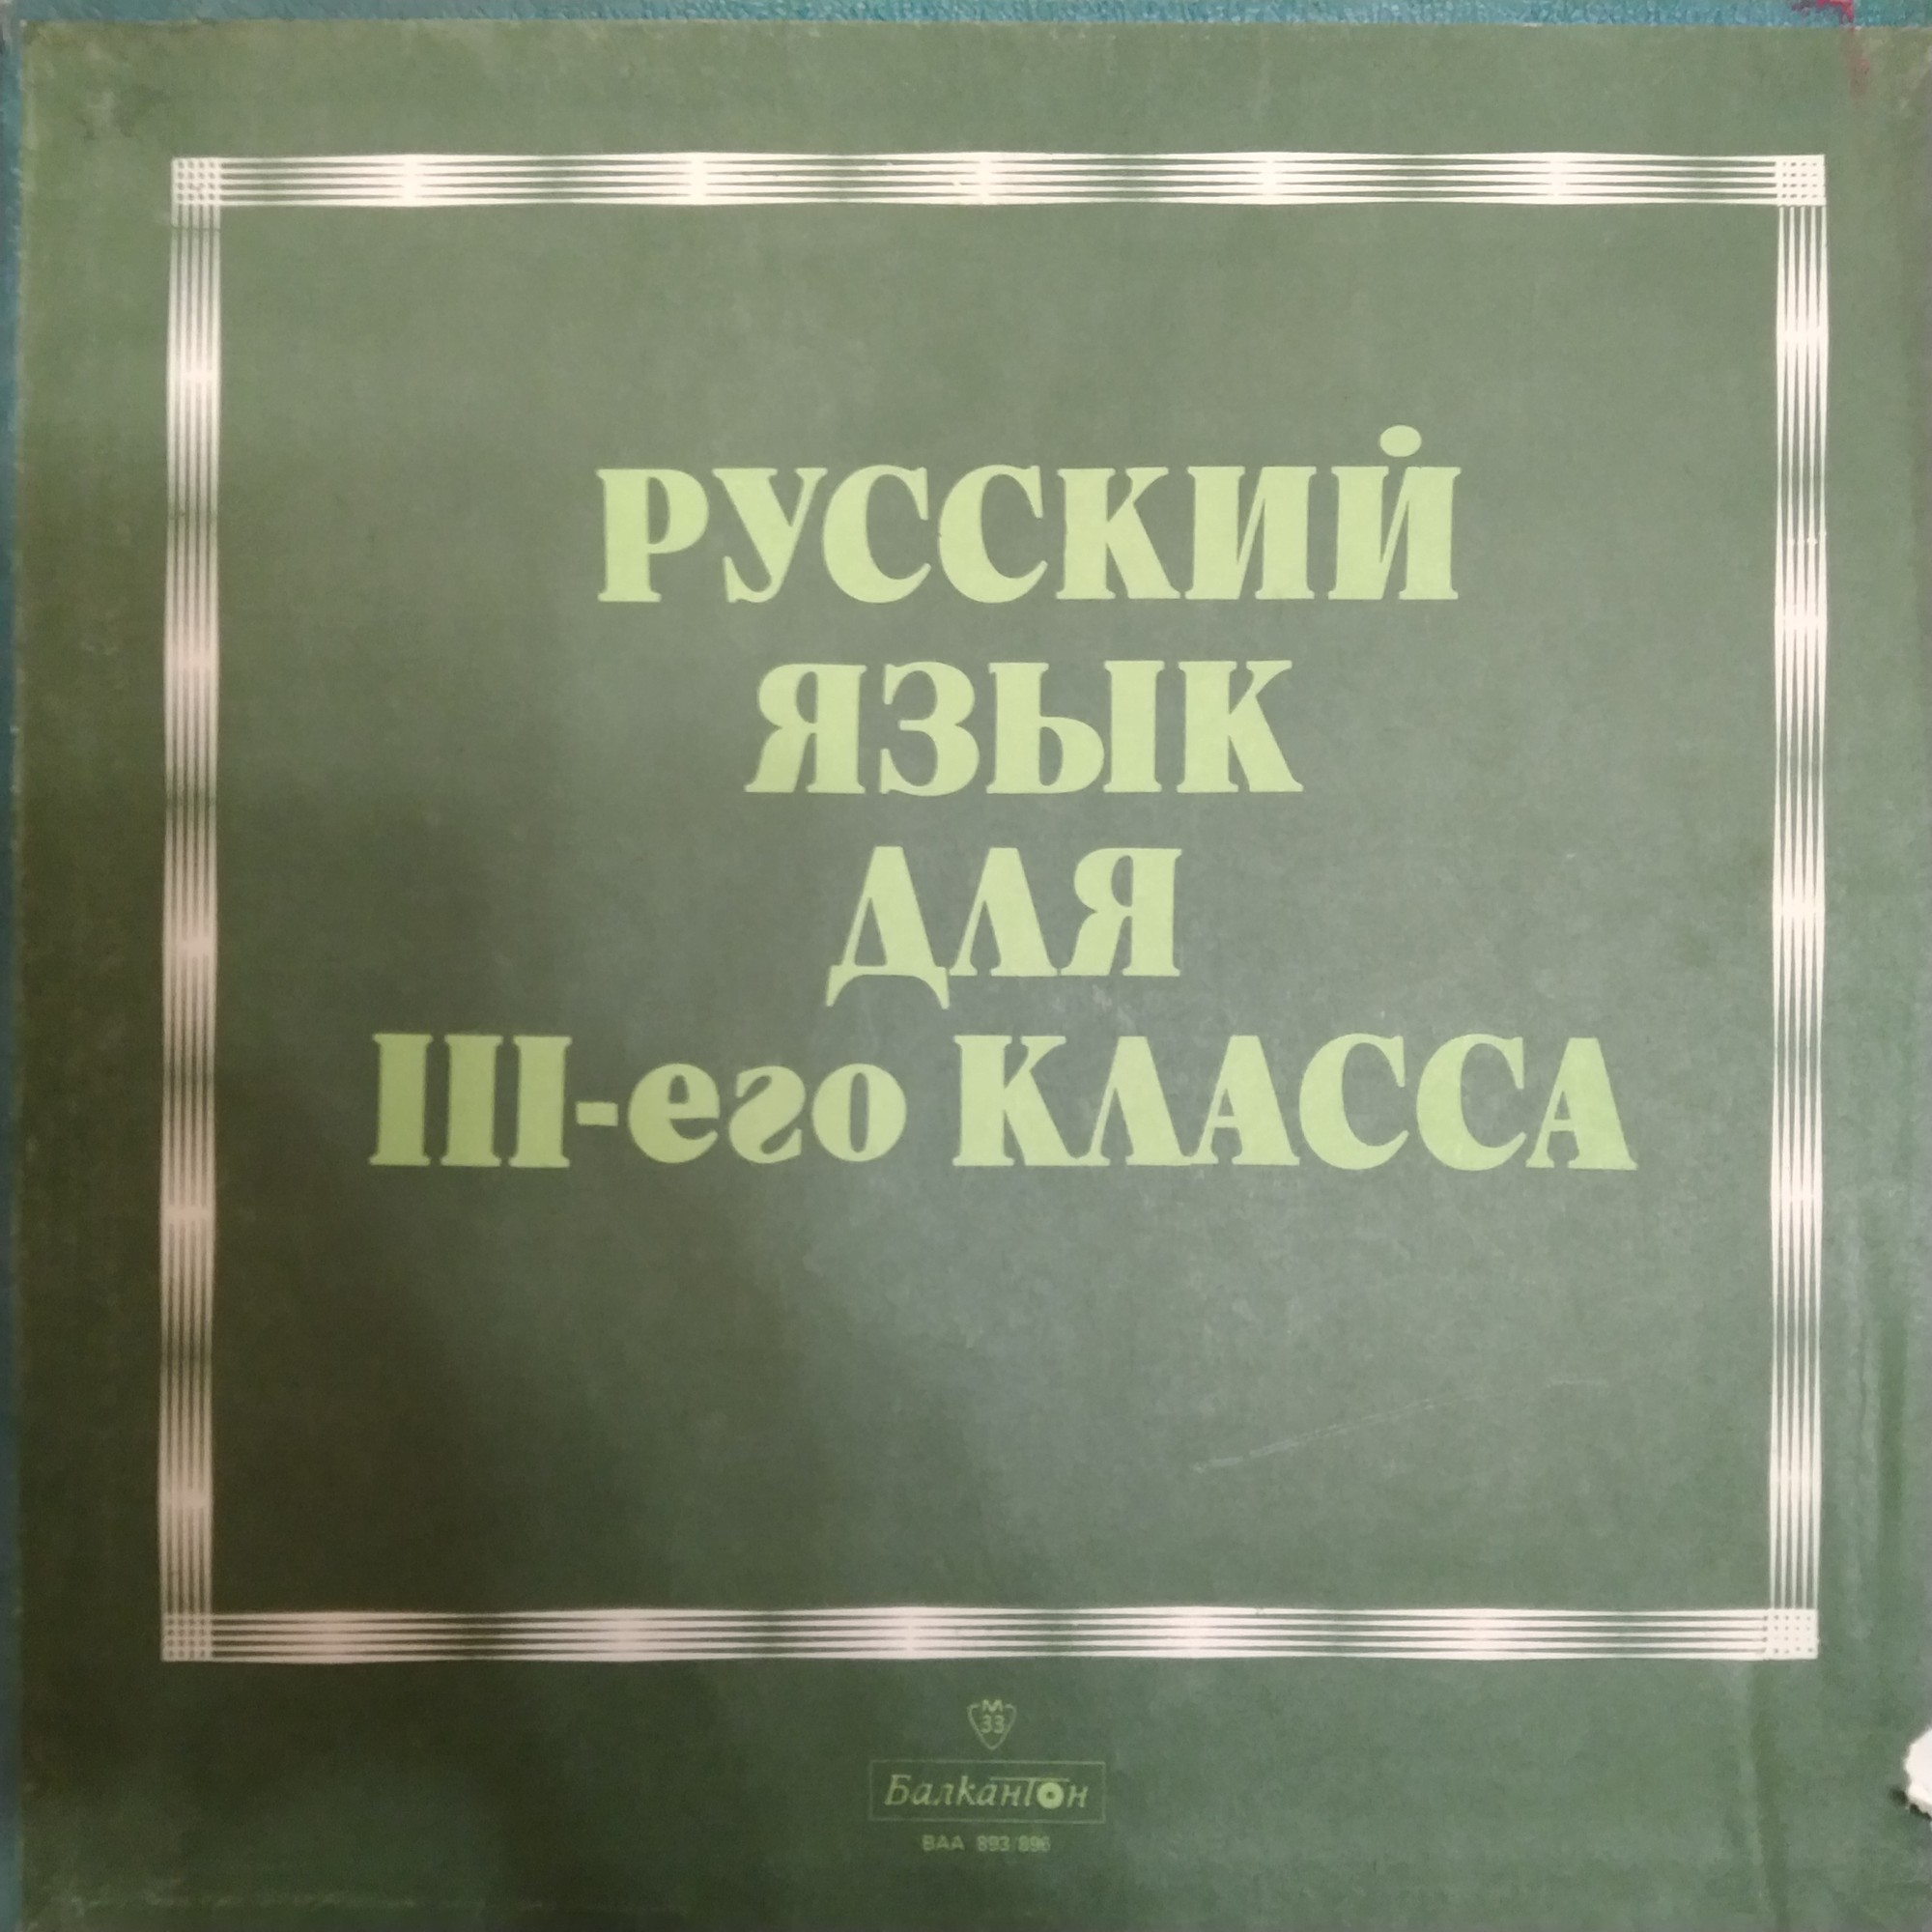 РУССКИЙ
ЯЗЫК
ДЛЯ
III-его КЛАССА
М
33
Балкантон
ВАА 893/896